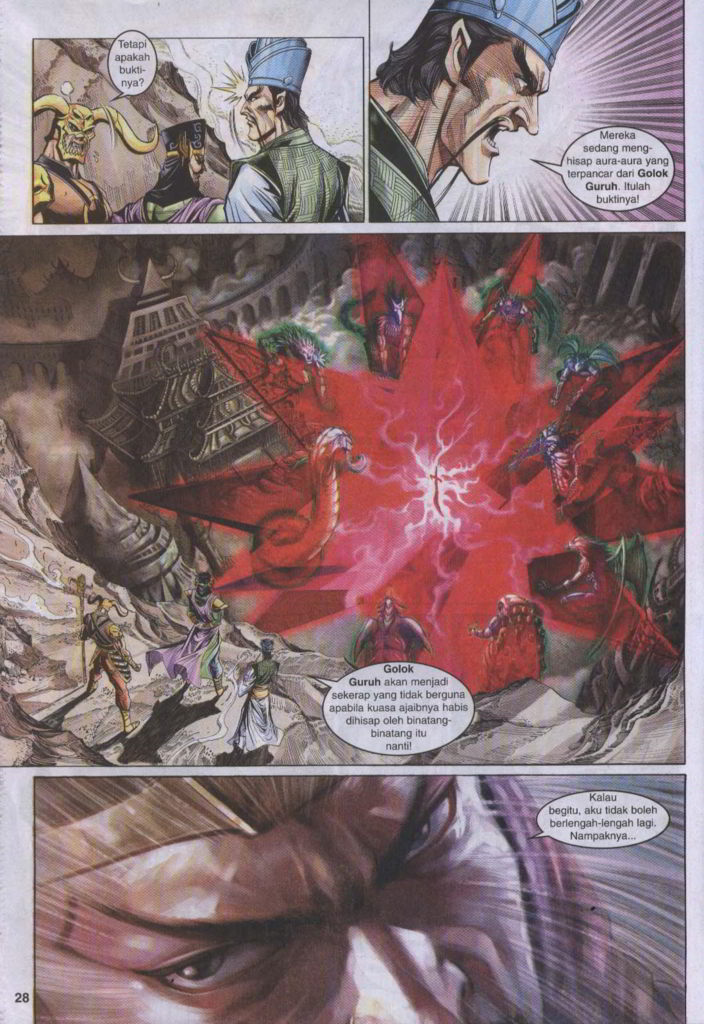 Tetapi
apakah
bukti-
nya?
Mereka
sedang meng-
hisap aura-aura yang
terpancar dari Golok
Guruh. Itulah
buktinya!
Golok
Guruh akan menjadi
sekerap yang tidak berguna
apabila kuasa ajaibnya habis
dihisap oleh binatang-
binatang itu
nanti!
Kalau
begitu, aku tidak boleh
berlengah-lengah lagi.
Nampaknya...
28